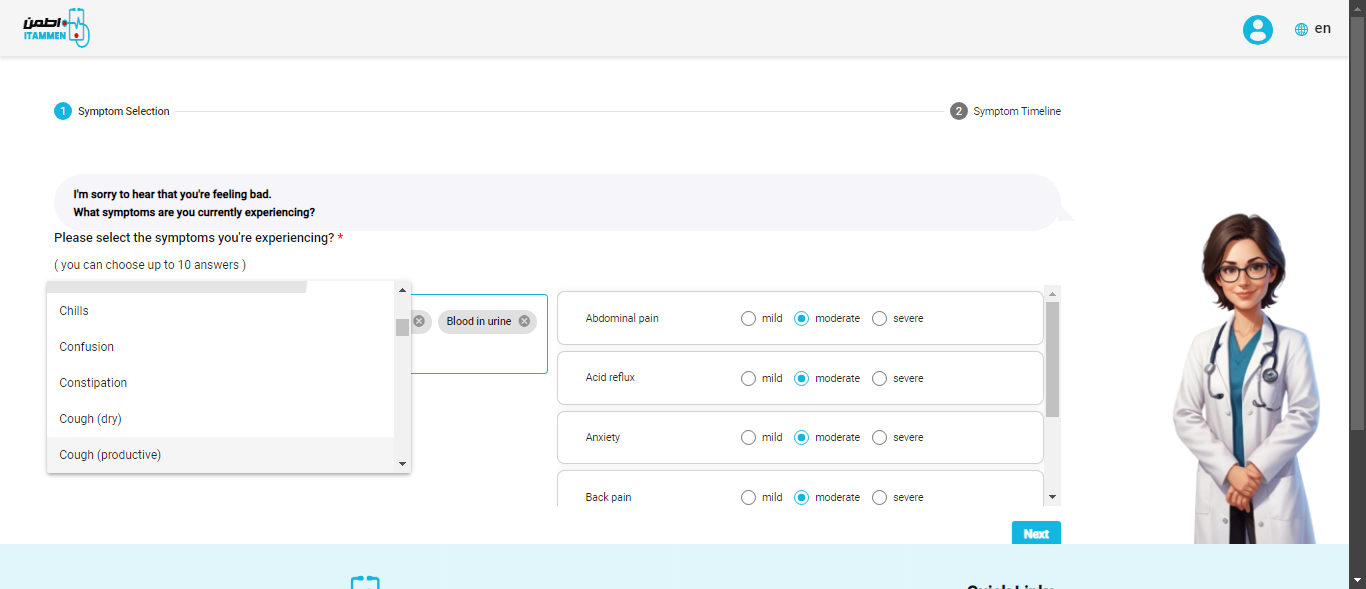 اطمن
ITAMMEN
en
1 Symptom Selection
2 Symptom Timeline
I'm sorry to hear that you're feeling bad.
What symptoms are you currently experiencing?
Please select the symptoms you're experiencing? *
( you can choose up to 10 answers )
Chills
Confusion
Constipation
Cough (dry)
Cough (productive)
Blood in urine
Abdominal pain mild moderate severe
Acid reflux mild moderate severe
Anxiety mild moderate severe
Back pain mild moderate severe
Next
Quick Links